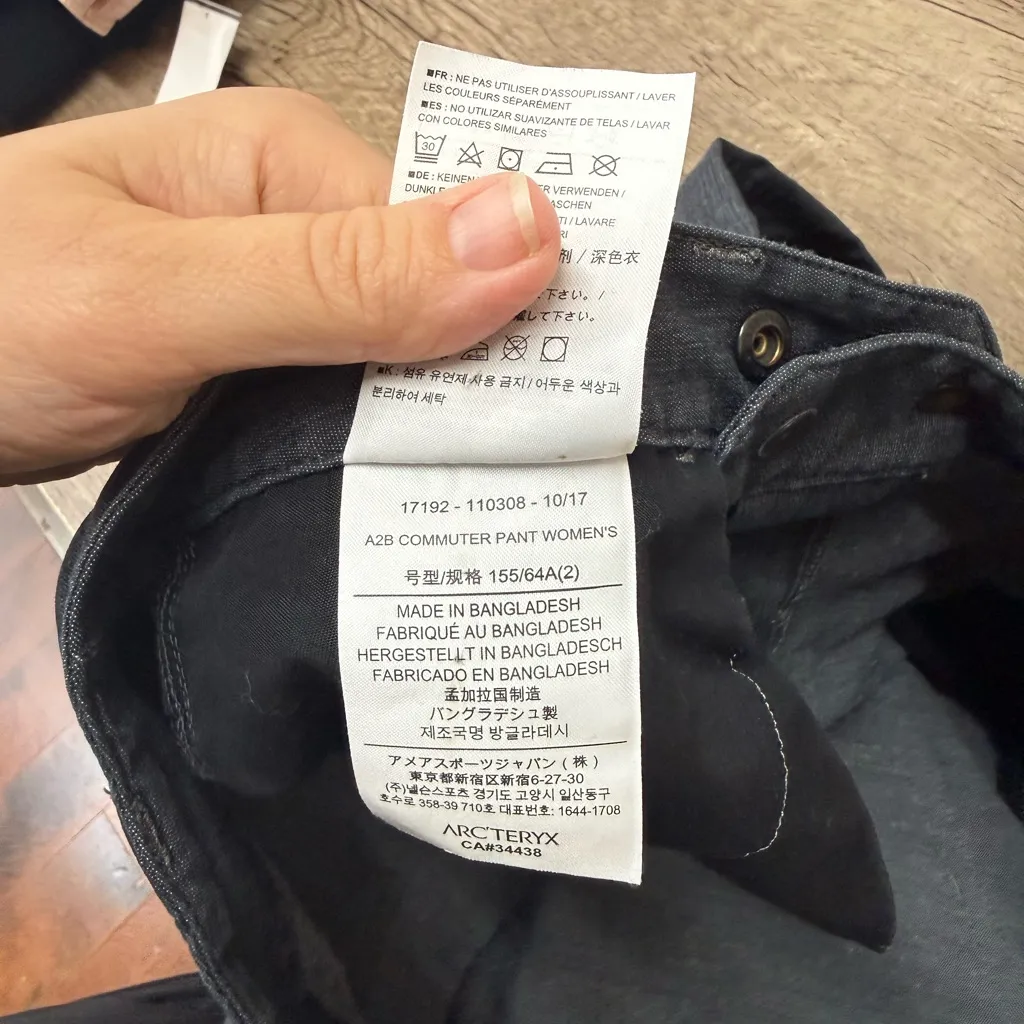 ■FR : NE PAS UTILISER D'ASSOUPLISSANT / LAVER
LES COULEURS SÉPARÉMENT
■ES : NO UTILIZAR SUAVIZANTE DE TELAS / LAVAR
CON COLORES SIMILARES
30
■DE : KEINEN ER VERWENDEN /
DUNKLE ASCHEN
TI / LAVARE
RI
剂 / 深色衣
て下さい。 /
して下さい。
■K : 섬유 유연제 사용 금지 / 어두운 색상과
분리하여 세탁
17192 - 110308 - 10/17
A2B COMMUTER PANT WOMEN'S
号型/规格 155/64A(2)
MADE IN BANGLADESH
FABRIQUÉ AU BANGLADESH
HERGESTELLT IN BANGLADESCH
FABRICADO EN BANGLADESH
孟加拉国制造
バングラデシュ製
제조국명 방글라데시
アメアスポーツジャパン ( 株 )
東京都新宿区新宿6-27-30
(주)넬슨스포츠 경기도 고양시 일산동구
호수로 358-39 710호 대표번호: 1644-1708
ARC'TERYX
CA#34438